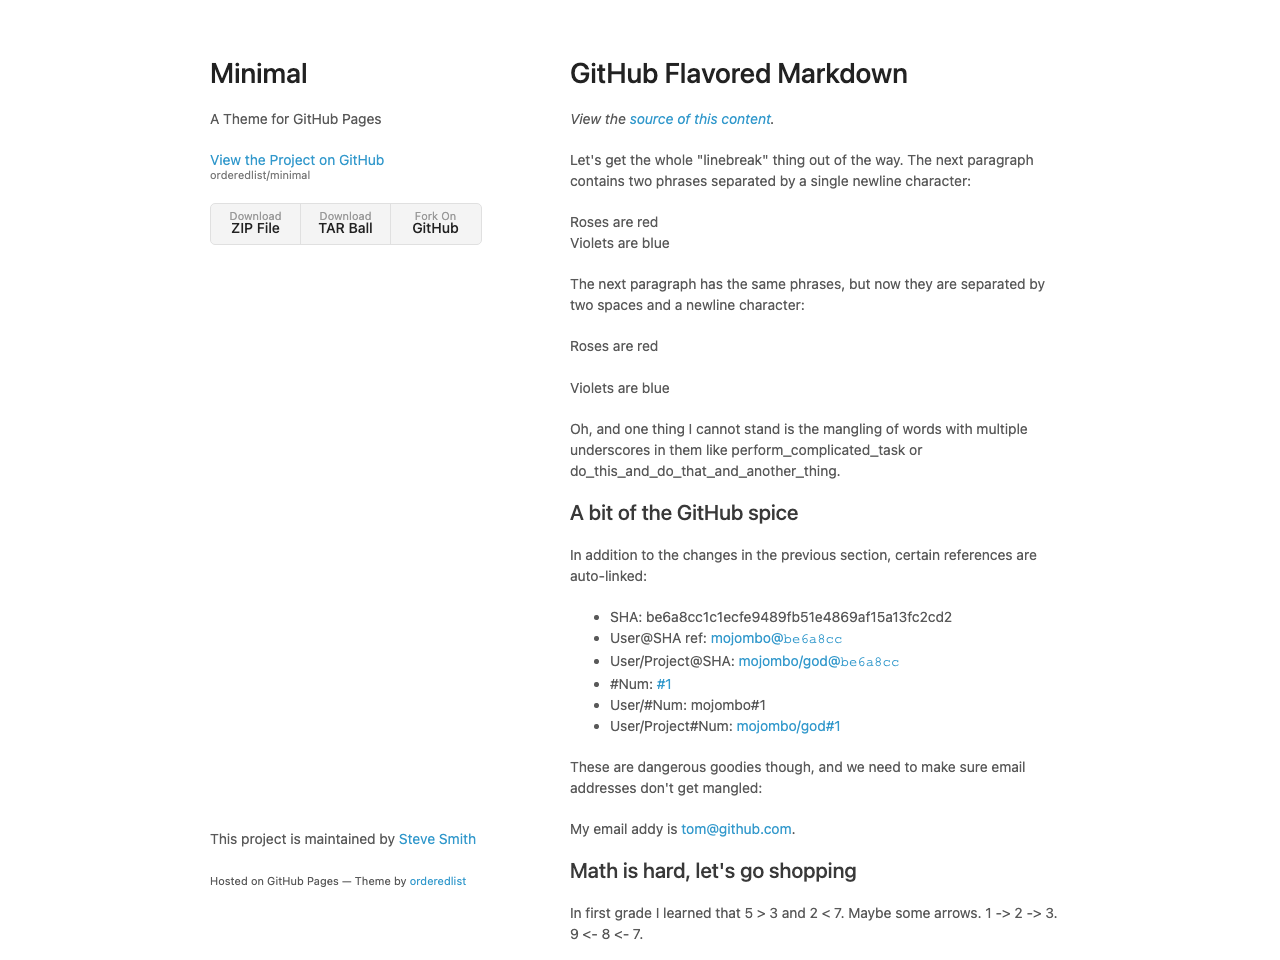 Minimal
A Theme for GitHub Pages
View the Project on GitHub
orderedlist/minimal
Download
ZIP File
Download
TAR Ball
Fork On
GitHub
This project is maintained by Steve Smith
Hosted on GitHub Pages — Theme by orderedlist
GitHub Flavored Markdown
View the source of this content.
Let's get the whole "linebreak" thing out of the way. The next paragraph
contains two phrases separated by a single newline character:
Roses are red
Violets are blue
The next paragraph has the same phrases, but now they are separated by
two spaces and a newline character:
Roses are red
Violets are blue
Oh, and one thing I cannot stand is the mangling of words with multiple
underscores in them like perform_complicated_task or
do_this_and_do_that_and_another_thing.
A bit of the GitHub spice
In addition to the changes in the previous section, certain references are
auto-linked:
• SHA: be6a8cc1c1ecfe9489fb51e4869af15a13fc2cd2
• User@SHA ref: mojombo@be6a8cc
• User/Project@SHA: mojombo/god@be6a8cc
• #Num: #1
• User/#Num: mojombo#1
• User/Project#Num: mojombo/god#1
These are dangerous goodies though, and we need to make sure email
addresses don't get mangled:
My email addy is tom@github.com.
Math is hard, let's go shopping
In first grade I learned that 5 > 3 and 2 < 7. Maybe some arrows. 1 -> 2 -> 3.
9 <- 8 <- 7.